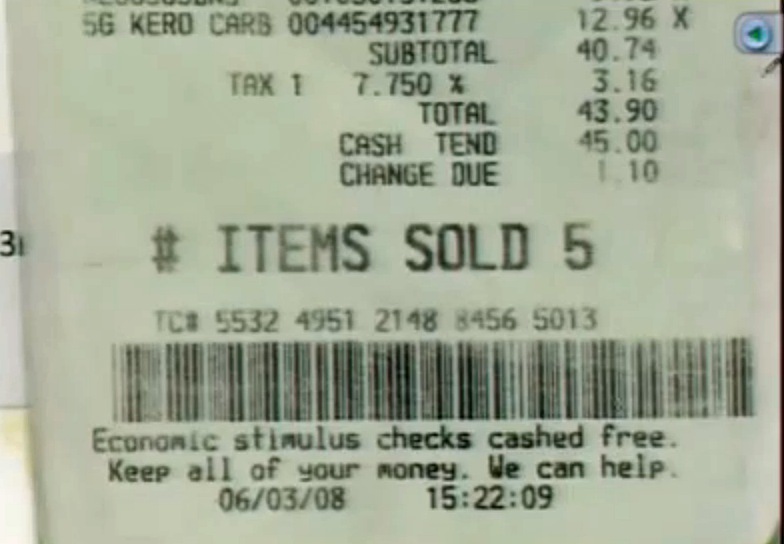 5G KERO CARB 004454931777 12.96 X
SUBTOTAL 40.74
TAX 1 7.750 % 3.16
TOTAL 43.90
CASH TEND 45.00
CHANGE DUE 1.10
# ITEMS SOLD 5
TC# 5532 4951 2148 8456 5013
Economic stimulus checks cashed free.
Keep all of your money. We can help.
06/03/08 15:22:09